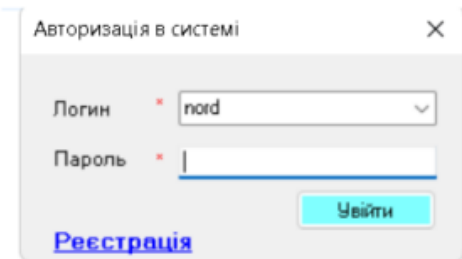 Авторизація в системі
Логин * nord
Пароль *
Увійти
Реєстрація